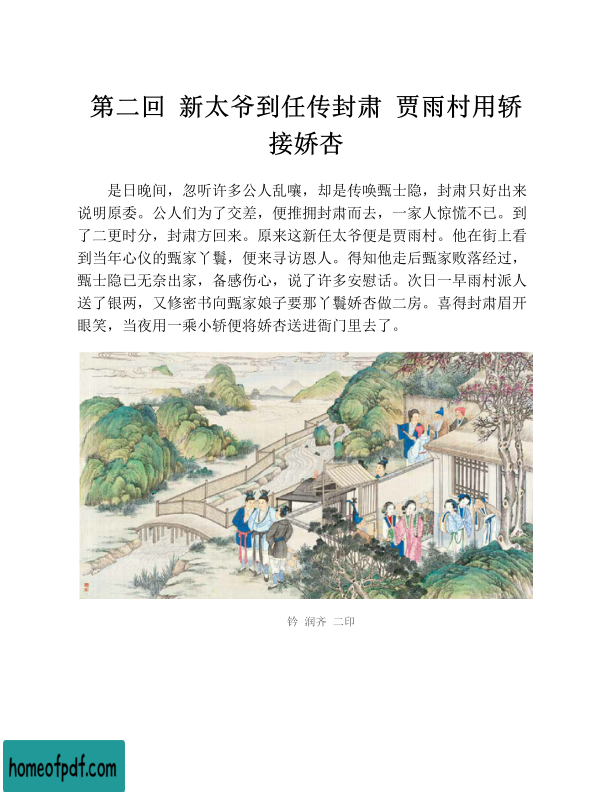 第二回 新太爷到任传封肃 贾雨村用轿
接娇杏
是日晚间，忽听许多公人乱嚷，却是传唤甄士隐，封肃只好出来
说明原委。公人们为了交差，便推拥封肃而去，一家人惊慌不已。到
了二更时分，封肃方回来。原来这新任太爷便是贾雨村。他在街上看
到当年心仪的甄家丫鬟，便来寻访恩人。得知他走后甄家败落经过，
甄士隐已无奈出家，备感伤心，说了许多安慰话。次日一早雨村派人
送了银两，又修密书向甄家娘子要那丫鬟娇杏做二房。喜得封肃眉开
眼笑，当夜用一乘小轿便将娇杏送进衙门里去了。
钤 润齐 二印
homeofpdf.com